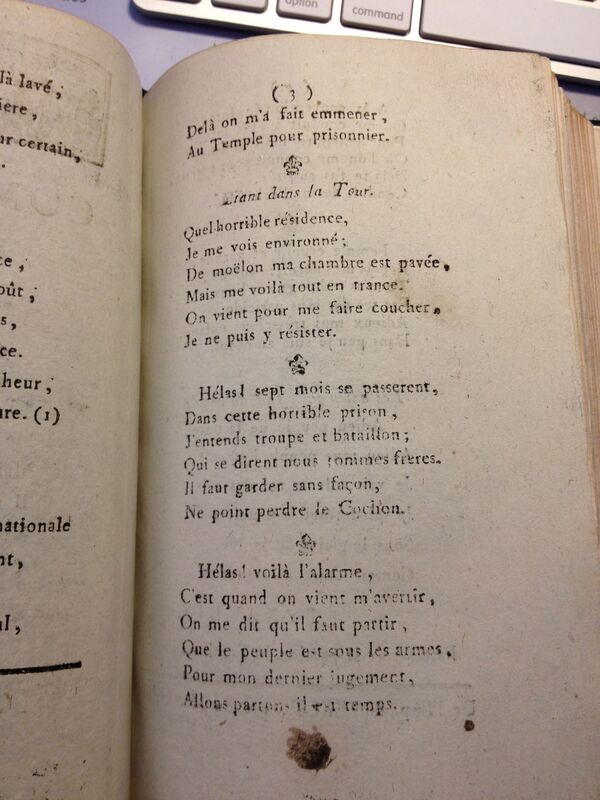 option
command
là lavé ;
iere ,
ur certain,
ce ,
oût ;
s ,
ce.
heur ,
ure. (1)
nationale
nt,
ul ,
( 3 )
Delà on m'a fait emmener ,
Au Temple pour prisonnier.
Etant dans la Tour.
Quel horrible résidence,
Je me vois environné ;
De moëlon ma chambre est pavée,
Mais me voilà tout en trance.
On vient pour me faire coucher,
Je ne puis y résister.
Hélas! sept mois se passerent,
Dans cette horrible prison ,
J'entends troupe et bataillon ;
Qui se dirent nous sommes freres.
Il faut garder sans façon,
Ne point perdre le Cochon.
Hélas! voilà l'alarme ,
C'est quand on vient m'avertir,
On me dit qu'il faut partir ,
Que le peuple est sous les armes,
Pour mon dernier jugement,
Allons partons il est temps.